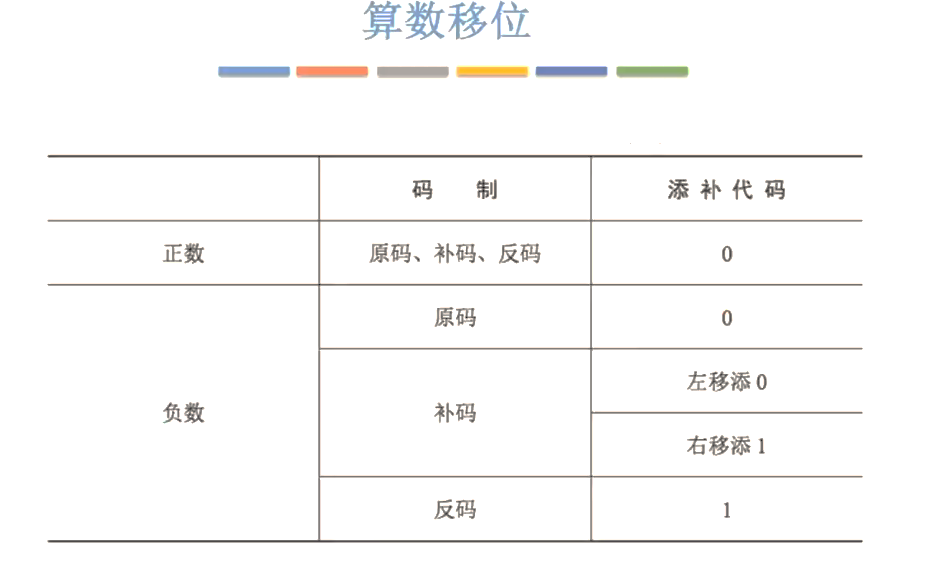 算数移位
码 制 添补代码
正数 原码、补码、反码 0
原码 0
左移添 0
负数 补码
右移添 1
反码 1